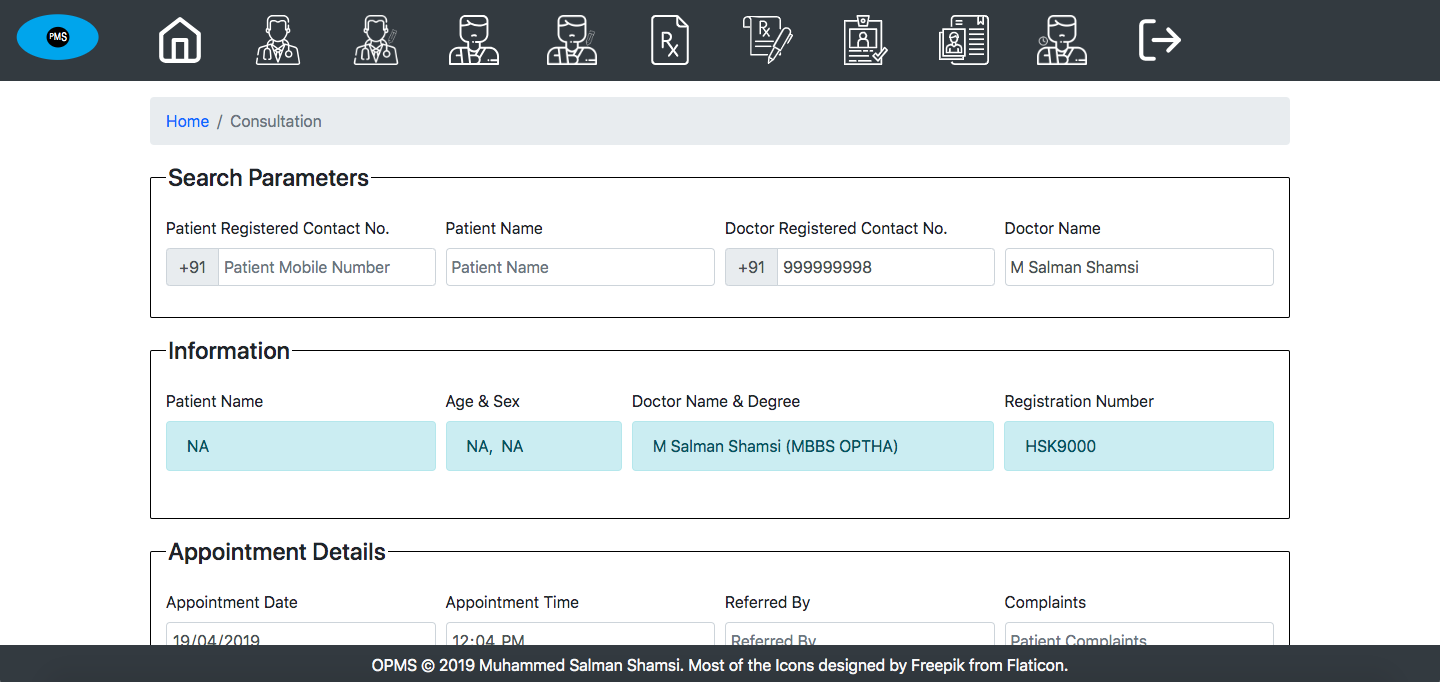 PMS
Rx
Rx
Home / Consultation
Search Parameters
Patient Registered Contact No. Patient Name Doctor Registered Contact No. Doctor Name
+91 Patient Mobile Number Patient Name +91 999999998 M Salman Shamsi
Information
Patient Name Age & Sex Doctor Name & Degree Registration Number
NA NA, NA M Salman Shamsi (MBBS OPTHA) HSK9000
Appointment Details
Appointment Date Appointment Time Referred By Complaints
19/04/2019 12:04 PM Referred By Patient Complaints
OPMS © 2019 Muhammed Salman Shamsi. Most of the Icons designed by Freepik from Flaticon.